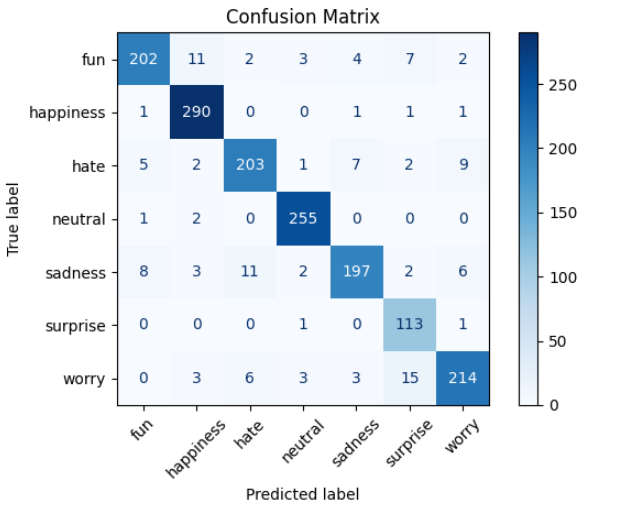 Confusion Matrix
fun 202 11 2 3 4 7 2
happiness 1 290 0 0 1 1 1
hate 5 2 203 1 7 2 9
neutral 1 2 0 255 0 0 0
sadness 8 3 11 2 197 2 6
surprise 0 0 0 1 0 113 1
worry 0 3 6 3 3 15 214
fun happiness hate neutral sadness surprise worry
Predicted label
True label
250
200
150
100
50
0